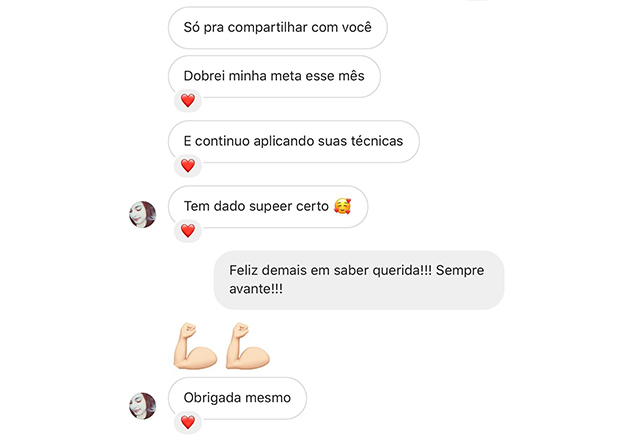 Só pra compartilhar com você
Dobrei minha meta esse mês
E continuo aplicando suas técnicas
Tem dado supeer certo 🥰
Feliz demais em saber querida!!! Sempre
avante!!!
Obrigada mesmo